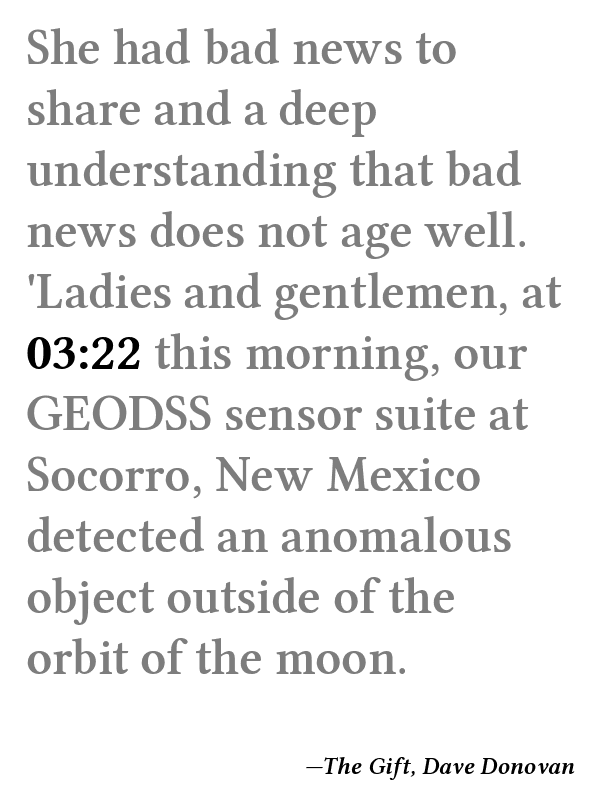 She had bad news to
share and a deep
understanding that bad
news does not age well.
'Ladies and gentlemen, at
03:22 this morning, our
GEODSS sensor suite at
Socorro, New Mexico
detected an anomalous
object outside of the
orbit of the moon.
—The Gift, Dave Donovan